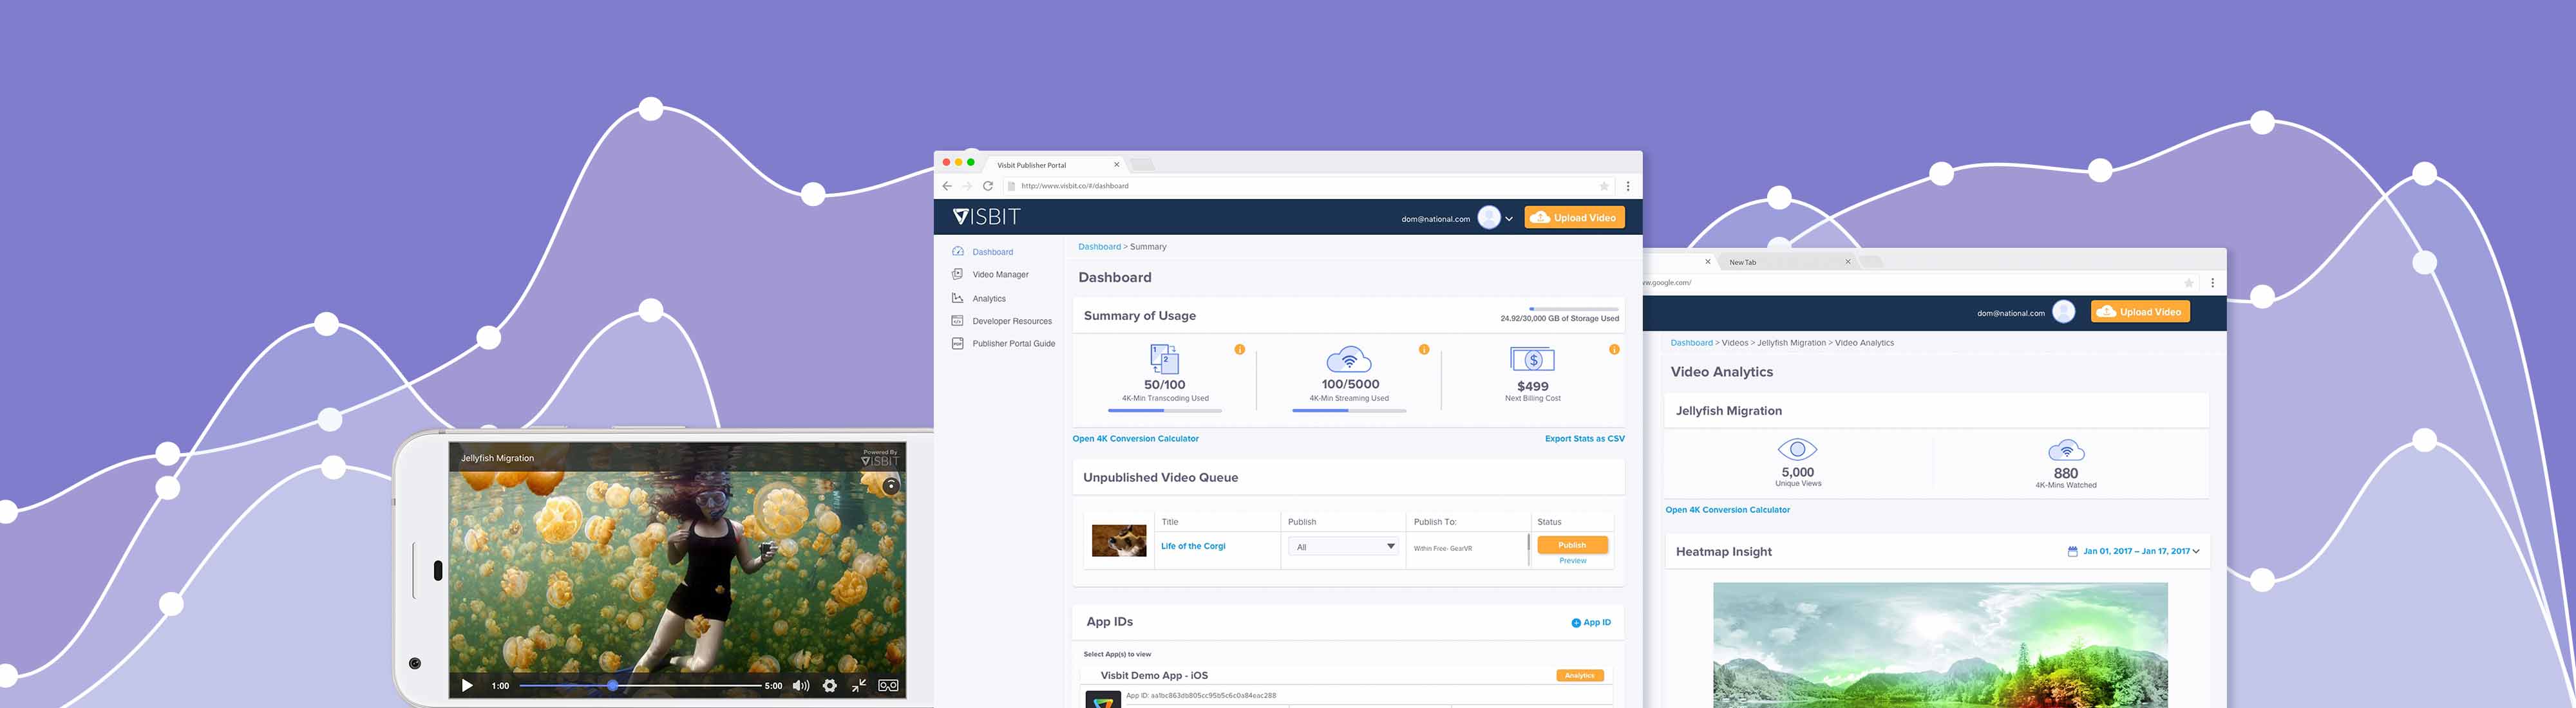 Jellyfish Migration
Powered By
VISBIT
1:00
5:00
Visbit Publisher Portal
http://www.visbit.co/#/dashboard
VISBIT
dom@national.com
Upload Video
Dashboard
Video Manager
Analytics
Developer Resources
Publisher Portal Guide
Dashboard > Summary
Dashboard
Summary of Usage
24.92/30,000 GB of Storage Used
1
2
50/100
4K-Min Transcoding Used
100/5000
4K-Min Streaming Used
$
$499
Next Billing Cost
Open 4K Conversion Calculator
Export Stats as CSV
Unpublished Video Queue
Title
Publish
Publish To:
Status
Life of the Corgi
All
Within Free- GearVR
Publish
Preview
App IDs
App ID
Select App(s) to view
Visbit Demo App - iOS
Analytics
App ID: aa1bc863db805cc95b5c6c0a84eac288
New Tab
ww.google.com/
dom@national.com
Upload Video
Dashboard > Videos > Jellyfish Migration > Video Analytics
Video Analytics
Jellyfish Migration
5,000
Unique Views
880
4K-Mins Watched
Open 4K Conversion Calculator
Heatmap Insight
Jan 01, 2017 – Jan 17, 2017